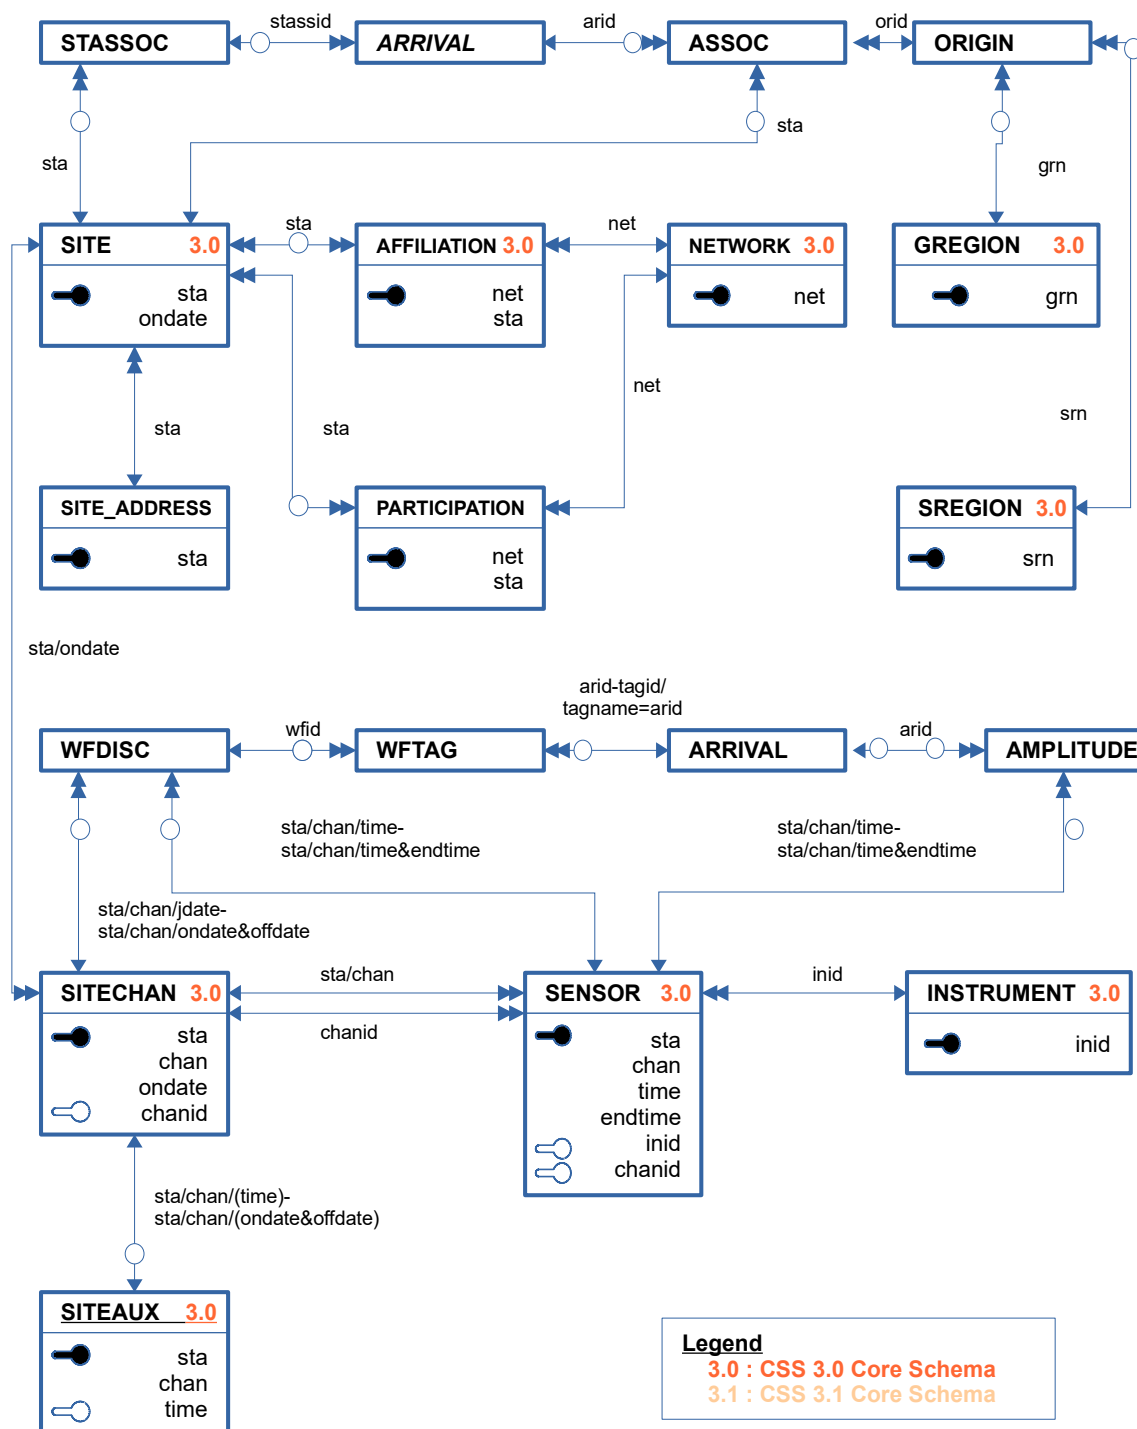 stassid
arid
orid
STASSOC
ARRIVAL
ASSOC
ORIGIN
sta
sta
grn
SITE 3.0
sta
AFFILIATION 3.0
net
NETWORK 3.0
GREGION 3.0
sta
ondate
net
sta
net
grn
net
sta
sta
srn
SITE_ADDRESS
PARTICIPATION
SREGION 3.0
sta
net
sta
srn
sta/ondate
arid-tagid/
tagname=arid
wfid
arid
WFDISC
WFTAG
ARRIVAL
AMPLITUDE
sta/chan/time-
sta/chan/time&endtime
sta/chan/time-
sta/chan/time&endtime
sta/chan/jdate-
sta/chan/ondate&offdate
sta/chan
inid
SITECHAN 3.0
SENSOR 3.0
INSTRUMENT 3.0
chanid
sta
chan
ondate
chanid
sta
chan
time
endtime
inid
chanid
inid
sta/chan/(time)-
sta/chan/(ondate&offdate)
SITEAUX 3.0
sta
chan
time
Legend
3.0 : CSS 3.0 Core Schema
3.1 : CSS 3.1 Core Schema